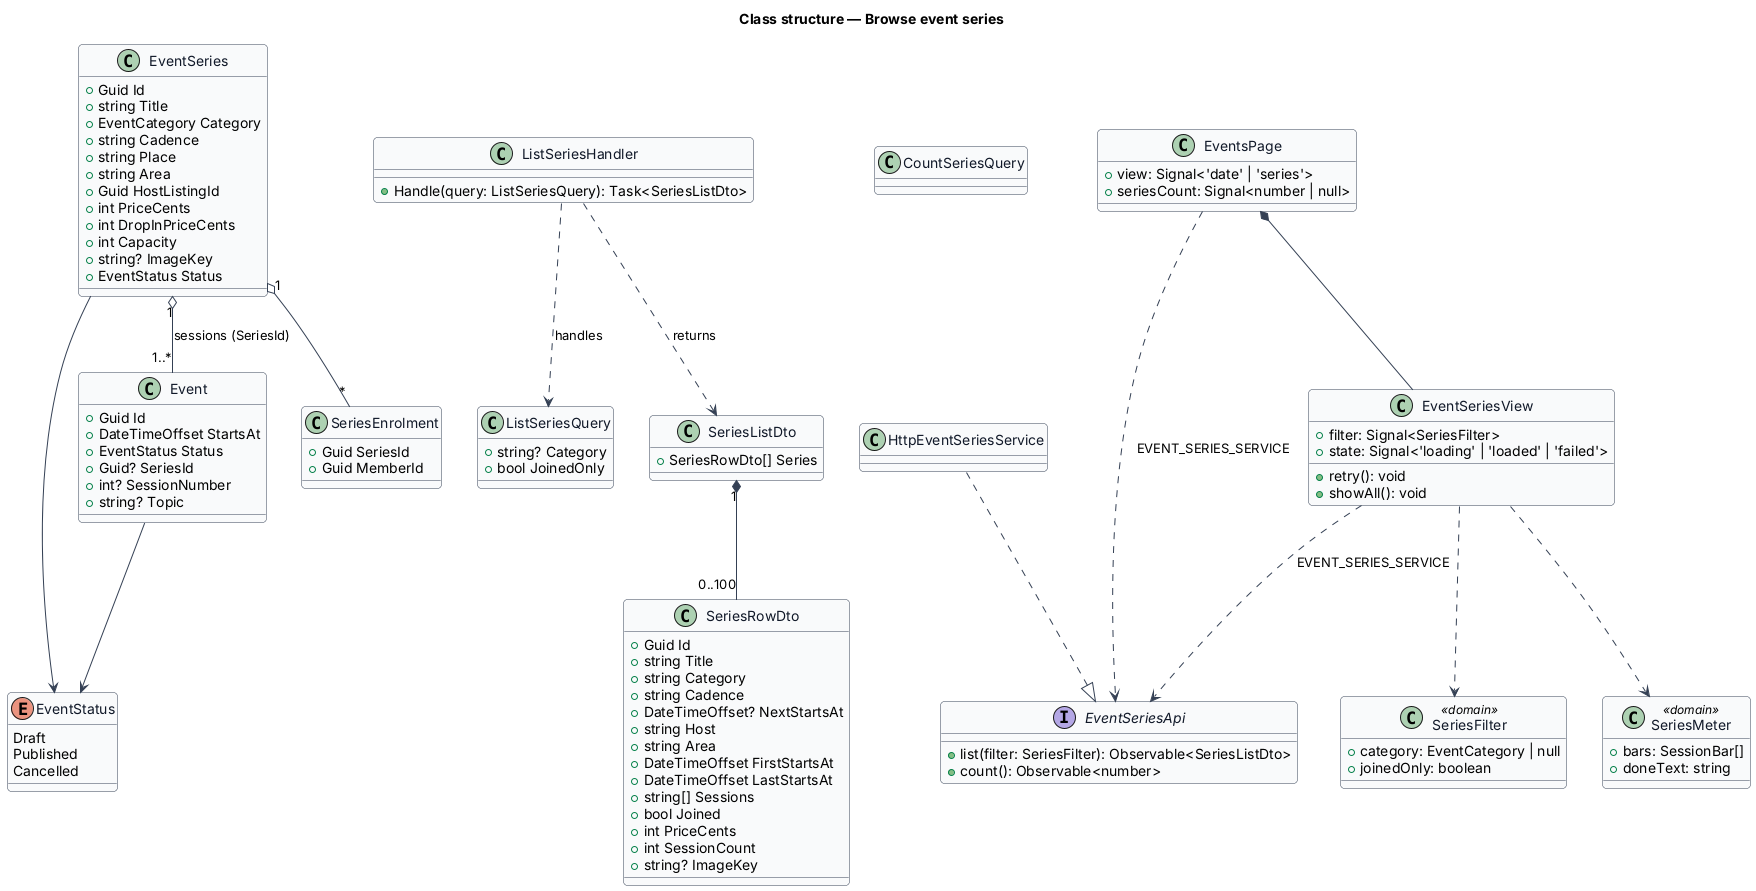 Class structure — Browse event series
C EventSeries
Guid Id
string Title
EventCategory Category
string Cadence
string Place
string Area
Guid HostListingId
int PriceCents
int DropInPriceCents
int Capacity
string? ImageKey
EventStatus Status
C ListSeriesHandler
Handle(query: ListSeriesQuery): Task<SeriesListDto>
C CountSeriesQuery
C EventsPage
view: Signal<'date' | 'series'>
seriesCount: Signal<number | null>
1
1
sessions (SeriesId)
1..*
*
handles
returns
EVENT_SERIES_SERVICE
C Event
Guid Id
DateTimeOffset StartsAt
EventStatus Status
Guid? SeriesId
int? SessionNumber
string? Topic
C SeriesEnrolment
Guid SeriesId
Guid MemberId
C ListSeriesQuery
string? Category
bool JoinedOnly
C SeriesListDto
SeriesRowDto[] Series
C HttpEventSeriesService
C EventSeriesView
filter: Signal<SeriesFilter>
state: Signal<'loading' | 'loaded' | 'failed'>
retry(): void
showAll(): void
1
0..100
EVENT_SERIES_SERVICE
E EventStatus
Draft
Published
Cancelled
C SeriesRowDto
Guid Id
string Title
string Category
string Cadence
DateTimeOffset? NextStartsAt
string Host
string Area
DateTimeOffset FirstStartsAt
DateTimeOffset LastStartsAt
string[] Sessions
bool Joined
int PriceCents
int SessionCount
string? ImageKey
I EventSeriesApi
list(filter: SeriesFilter): Observable<SeriesListDto>
count(): Observable<number>
«domain»
C SeriesFilter
category: EventCategory | null
joinedOnly: boolean
«domain»
C SeriesMeter
bars: SessionBar[]
doneText: string